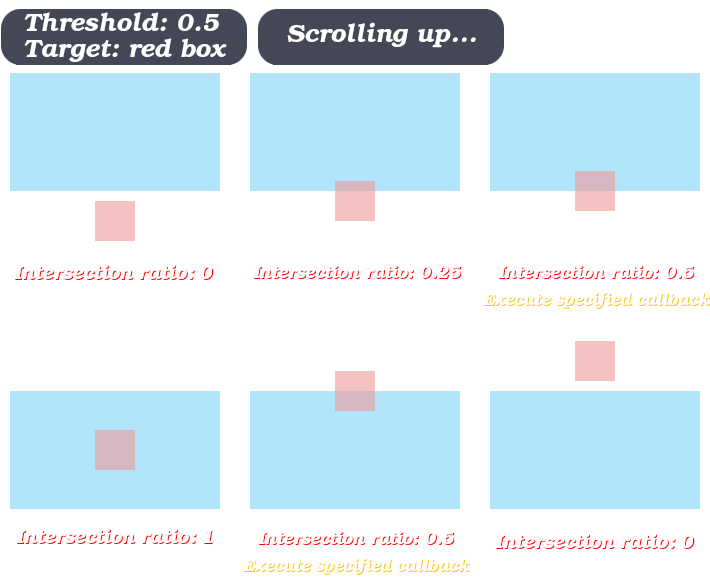 Threshold: 0.5
Target: red box
Scrolling up...
Intersection ratio: 0
Intersection ratio: 0.25
Intersection ratio: 0.5
Execute specified callback
Intersection ratio: 1
Intersection ratio: 0.5
Execute specified callback
Intersection ratio: 0